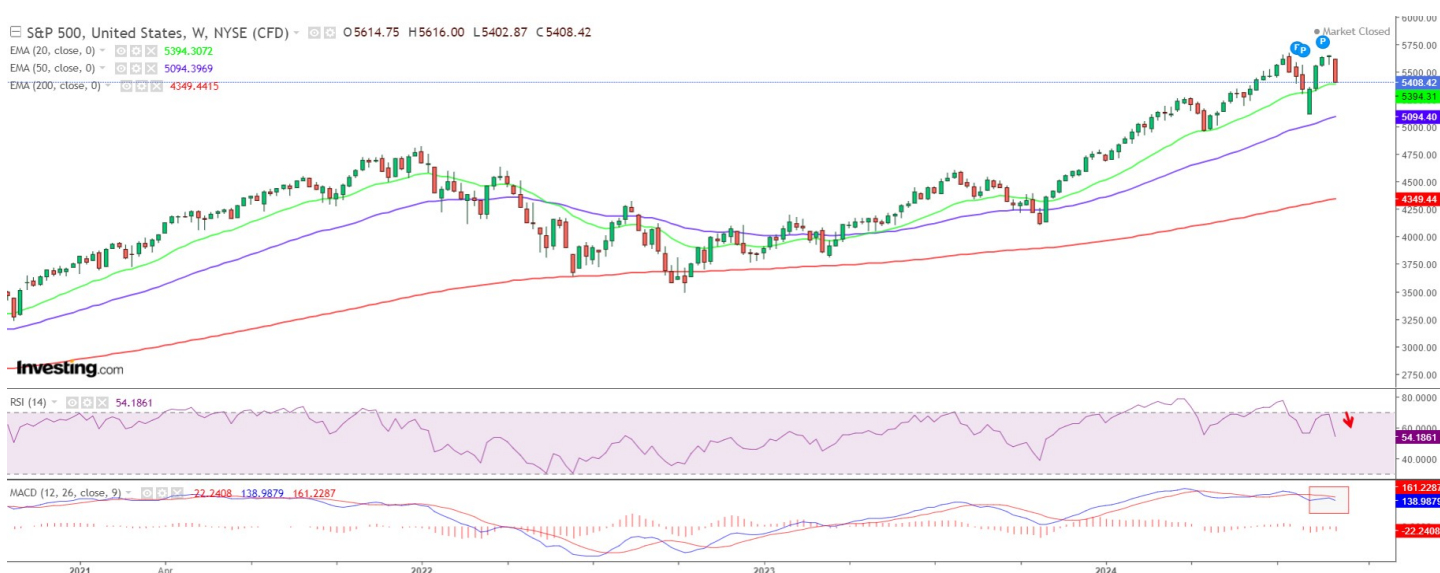 S&P 500, United States, W, NYSE (CFD) O5614.75 H5616.00 L5402.87 C5408.42
Market Closed
EMA (20, close, 0) 5394.3072
EMA (50, close, 0) 5094.3969
EMA (200, close, 0) 4349.4415
P
P
6000.00
5750.00
5500.00
5408.42
5394.31
5094.40
5000.00
4750.00
4500.00
4349.44
4250.00
4000.00
3750.00
3500.00
3250.00
3000.00
2750.00
Investing.com
RSI (14) 54.1861
80.0000
60.0000
54.1861
40.0000
MACD (12, 26, close, 9) -22.2408 138.9879 161.2287
161.2287
138.9879
-22.2408
2021 Apr 2022 2023 2024